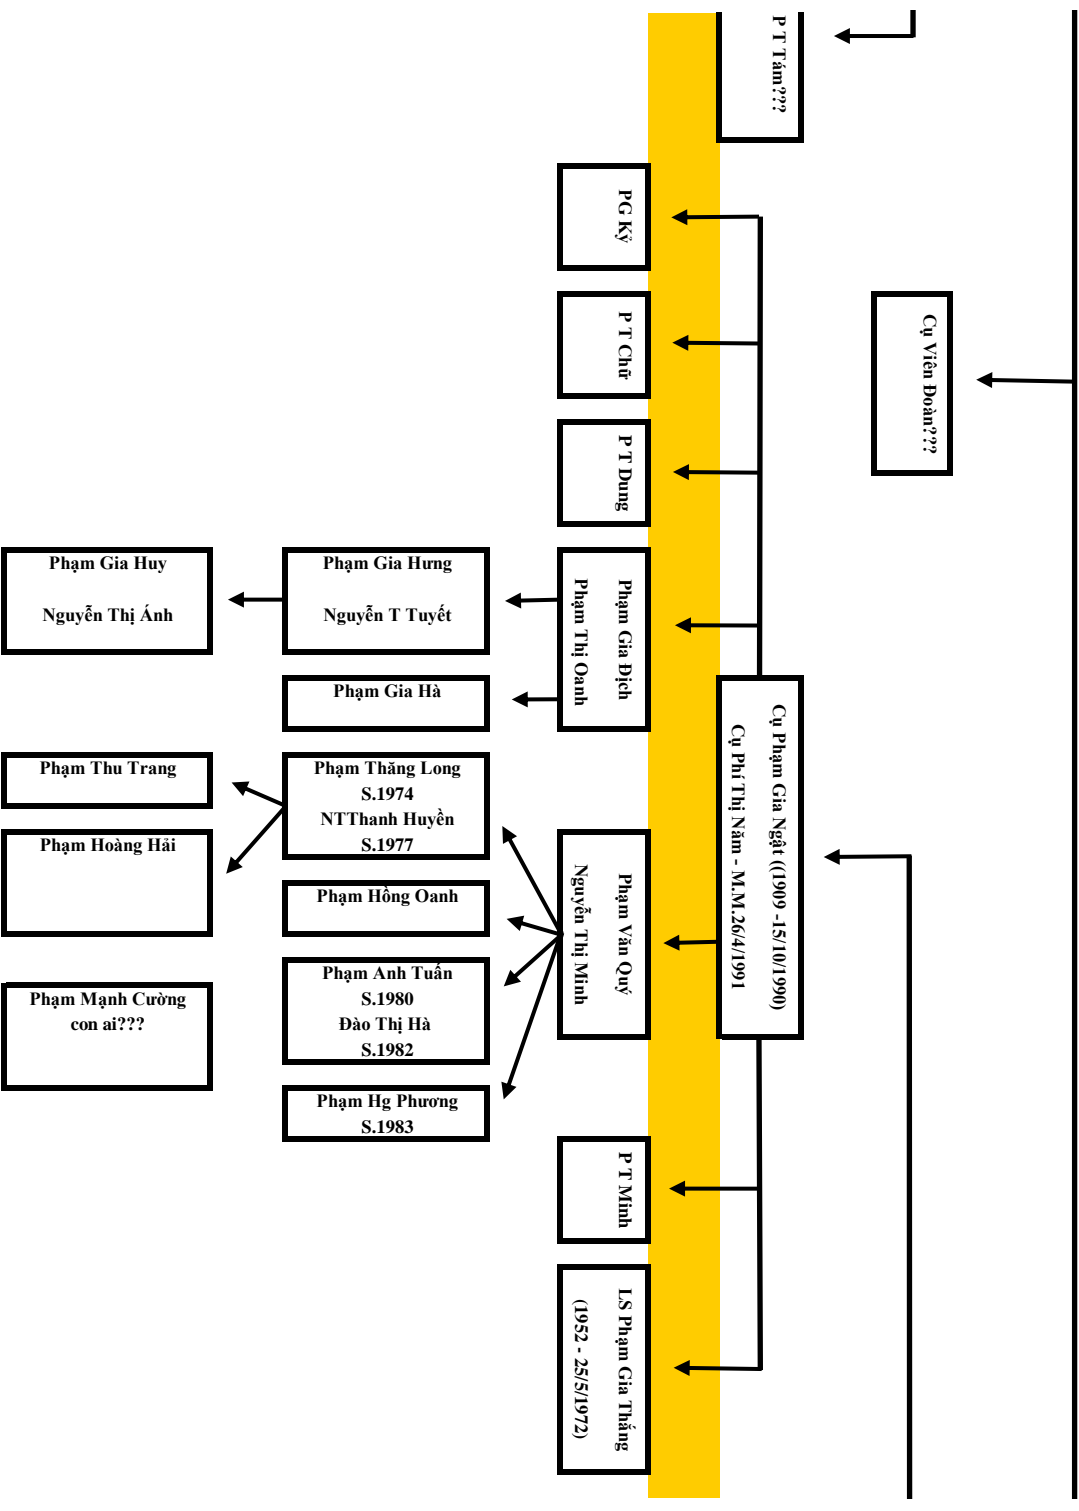 P T Tám???
Cụ Viên Đoàn???
PG Kỷ
P T Chữ
P T Dung
Phạm Gia Địch
Phạm Thị Oanh
Phạm Gia Hưng
Nguyễn T Tuyết
Phạm Gia Huy
Nguyễn Thị Ánh
Phạm Gia Hà
Cụ Phạm Gia Ngật ((1909 -15/10/1990)
Cụ Phí Thị Năm - M.M.26/4/1991
Phạm Văn Quý
Nguyễn Thị Minh
Phạm Thăng Long
S.1974
NTThanh Huyền
S.1977
Phạm Thu Trang
Phạm Hoàng Hải
Phạm Hồng Oanh
Phạm Anh Tuấn
S.1980
Đào Thị Hà
S.1982
Phạm Mạnh Cường
con ai???
Phạm Hg Phương
S.1983
P T Minh
LS Phạm Gia Thắng
(1952 - 25/5/1972)